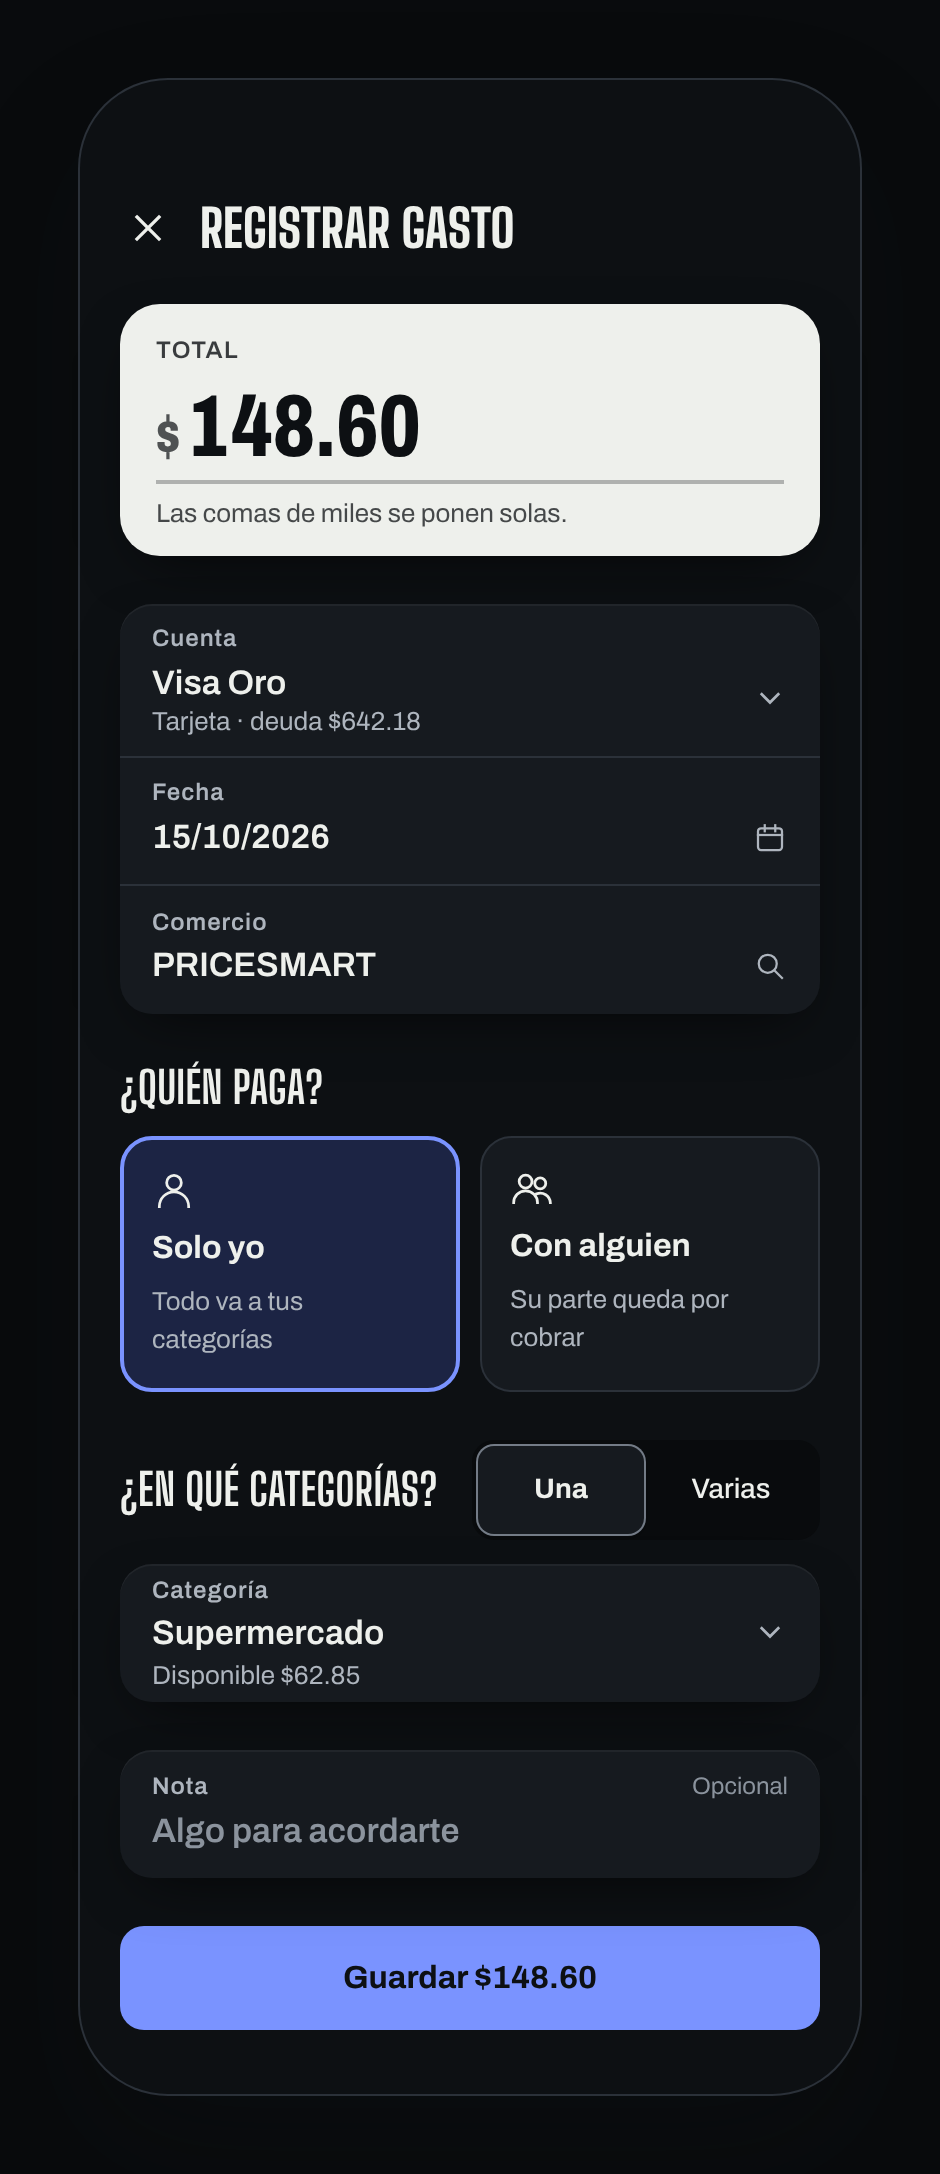 REGISTRAR GASTO
TOTAL
$ 148.60
Las comas de miles se ponen solas.
Cuenta
Visa Oro
Tarjeta · deuda $642.18
Fecha
15/10/2026
Comercio
PRICESMART
¿QUIÉN PAGA?
Solo yo
Todo va a tus
categorías
Con alguien
Su parte queda por
cobrar
¿EN QUÉ CATEGORÍAS?
Una
Varias
Categoría
Supermercado
Disponible $62.85
Nota
Opcional
Algo para acordarte
Guardar $148.60